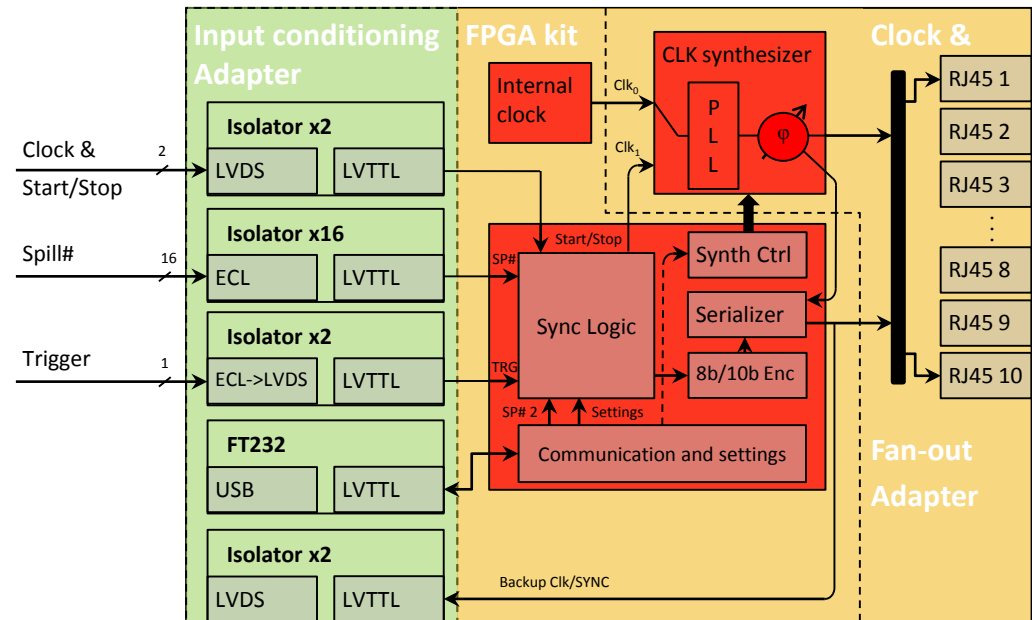 Input conditioning
Adapter
FPGA kit
Clock &
CLK synthesizer
Internal
clock
Clk0
Clk1
P
L
L
φ
RJ45 1
RJ45 2
RJ45 3
. . .
RJ45 8
RJ45 9
RJ45 10
Fan-out
Adapter
Clock &
Start/Stop
2
Isolator x2
LVDS
LVTTL
Spill#
16
Isolator x16
ECL
LVTTL
Trigger
1
Isolator x2
ECL->LVDS
LVTTL
FT232
USB
LVTTL
Isolator x2
LVDS
LVTTL
Start/Stop
SP#
TRG
Sync Logic
Synth Ctrl
Serializer
8b/10b Enc
SP# 2
Settings
Communication and settings
Backup Clk/SYNC